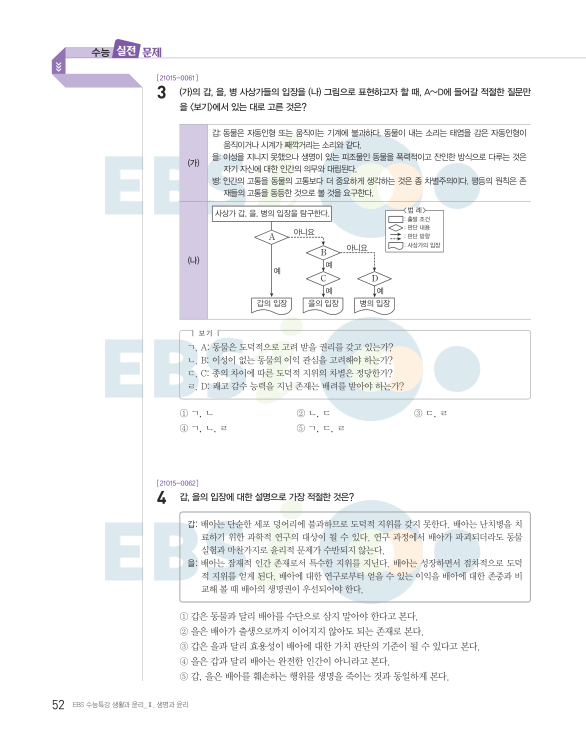 수능 실전 문제
[21015-0061]
3 (가)의 갑, 을, 병 사상가들의 입장을 (나) 그림으로 표현하고자 할 때, A~D에 들어갈 적절한 질문만
을 <보기>에서 있는 대로 고른 것은?
(가)
갑: 동물은 자동인형 또는 움직이는 기계에 불과하다. 동물이 내는 소리는 태엽을 감은 자동인형이
움직이거나 시계가 째깍거리는 소리와 같다.
을: 이성을 지니지 못했으나 생명이 있는 피조물인 동물을 폭력적이고 잔인한 방식으로 다루는 것은
자기 자신에 대한 인간의 의무와 대립된다.
병: 인간의 고통을 동물의 고통보다 더 중요하게 생각하는 것은 종 차별주의이다. 평등의 원칙은 존
재들의 고통을 동등한 것으로 볼 것을 요구한다.
(나)
사상가 갑, 을, 병의 입장을 탐구한다.
<범 례>
: 출발 조건
: 판단 내용
: 판단 방향
: 사상가의 입장
A
아니요
B
아니요
예
예
C
D
예
예
갑의 입장
을의 입장
병의 입장
보기
ㄱ. A: 동물은 도덕적으로 고려 받을 권리를 갖고 있는가?
ㄴ. B: 이성이 없는 동물의 이익 관심을 고려해야 하는가?
ㄷ. C: 종의 차이에 따른 도덕적 지위의 차별은 정당한가?
ㄹ. D: 쾌고 감수 능력을 지닌 존재는 배려를 받아야 하는가?
① ㄱ, ㄴ
② ㄴ, ㄷ
③ ㄷ, ㄹ
④ ㄱ, ㄴ, ㄹ
⑤ ㄱ, ㄷ, ㄹ
[21015-0062]
4 갑, 을의 입장에 대한 설명으로 가장 적절한 것은?
갑: 배아는 단순한 세포 덩어리에 불과하므로 도덕적 지위를 갖지 못한다. 배아는 난치병을 치
료하기 위한 과학적 연구의 대상이 될 수 있다. 연구 과정에서 배아가 파괴되더라도 동물
실험과 마찬가지로 윤리적 문제가 수반되지 않는다.
을: 배아는 잠재적 인간 존재로서 특수한 지위를 지닌다. 배아는 성장하면서 점차적으로 도덕
적 지위를 얻게 된다. 배아에 대한 연구로부터 얻을 수 있는 이익을 배아에 대한 존중과 비
교해 볼 때 배아의 생명권이 우선되어야 한다.
① 갑은 동물과 달리 배아를 수단으로 삼지 말아야 한다고 본다.
② 을은 배아가 출생으로까지 이어지지 않아도 되는 존재로 본다.
③ 갑은 을과 달리 효용성이 배아에 대한 가치 판단의 기준이 될 수 있다고 본다.
④ 을은 갑과 달리 배아는 완전한 인간이 아니라고 본다.
⑤ 갑, 을은 배아를 훼손하는 행위를 생명을 죽이는 것과 동일하게 본다.
52 EBS 수능특강 생활과 윤리_Ⅱ. 생명과 윤리